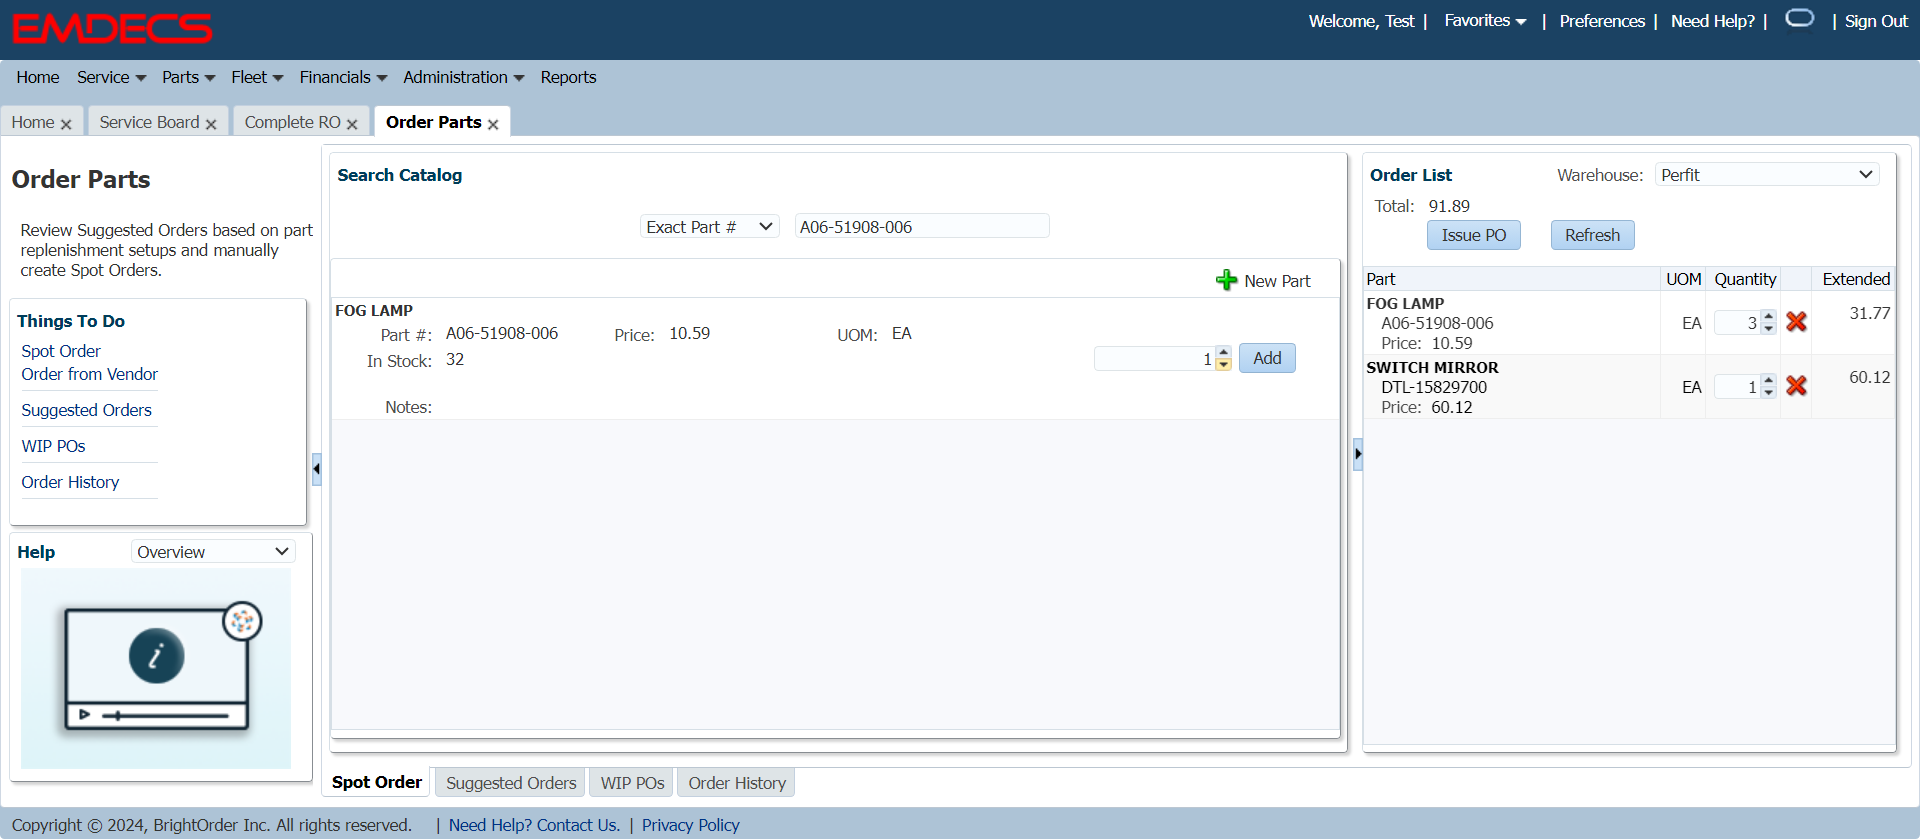 EMDECS
Welcome, Test | Favorites | Preferences | Need Help? | | Sign Out
Home Service Parts Fleet Financials Administration Reports
Home Service Board Complete RO Order Parts
Order Parts
Review Suggested Orders based on part
replenishment setups and manually
create Spot Orders.
Things To Do
Spot Order
Order from Vendor
Suggested Orders
WIP POs
Order History
Help Overview
i
Search Catalog
Exact Part # A06-51908-006
New Part
FOG LAMP
Part #: A06-51908-006 Price: 10.59 UOM: EA
In Stock: 32 1 Add
Notes:
Order List Warehouse: Perfit
Total: 91.89
Issue PO Refresh
Part UOM Quantity Extended
FOG LAMP
A06-51908-006 EA 3 31.77
Price: 10.59
SWITCH MIRROR
DTL-15829700 EA 1 60.12
Price: 60.12
Spot Order Suggested Orders WIP POs Order History
Copyright © 2024, BrightOrder Inc. All rights reserved. | Need Help? Contact Us. | Privacy Policy